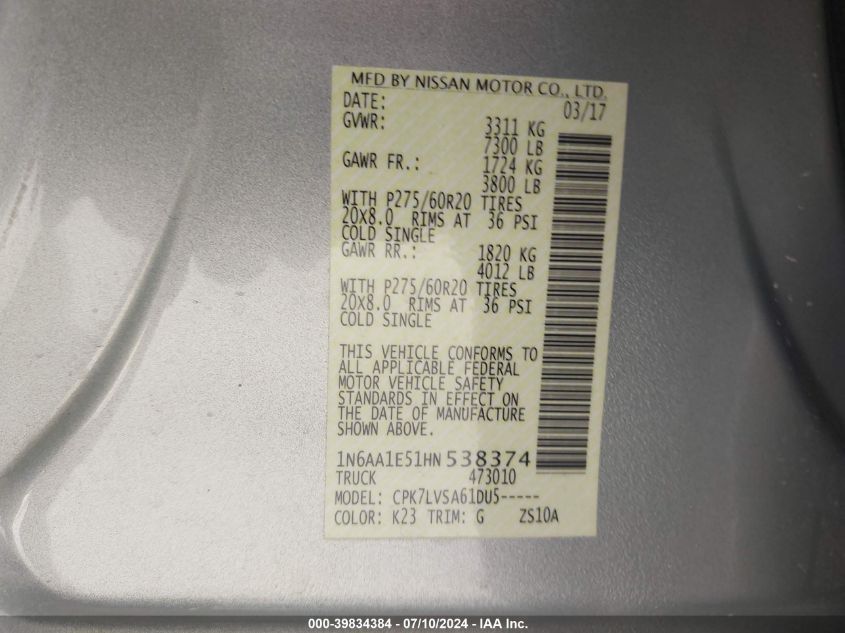 MFD BY NISSAN MOTOR CO., LTD.
DATE: 03/17
GVWR: 3311 KG
7300 LB
GAWR FR.: 1724 KG
3800 LB
WITH P275/60R20 TIRES
20X8.0 RIMS AT 36 PSI
COLD SINGLE
GAWR RR.: 1820 KG
4012 LB
WITH P275/60R20 TIRES
20X8.0 RIMS AT 36 PSI
COLD SINGLE
THIS VEHICLE CONFORMS TO
ALL APPLICABLE FEDERAL
MOTOR VEHICLE SAFETY
STANDARDS IN EFFECT ON
THE DATE OF MANUFACTURE
SHOWN ABOVE.
1N6AA1E51HN538374
TRUCK 473010
MODEL: CPK7LVSA61DU5-----
COLOR: K23 TRIM: G ZS10A
000-39834384 - 07/10/2024 - IAA Inc.